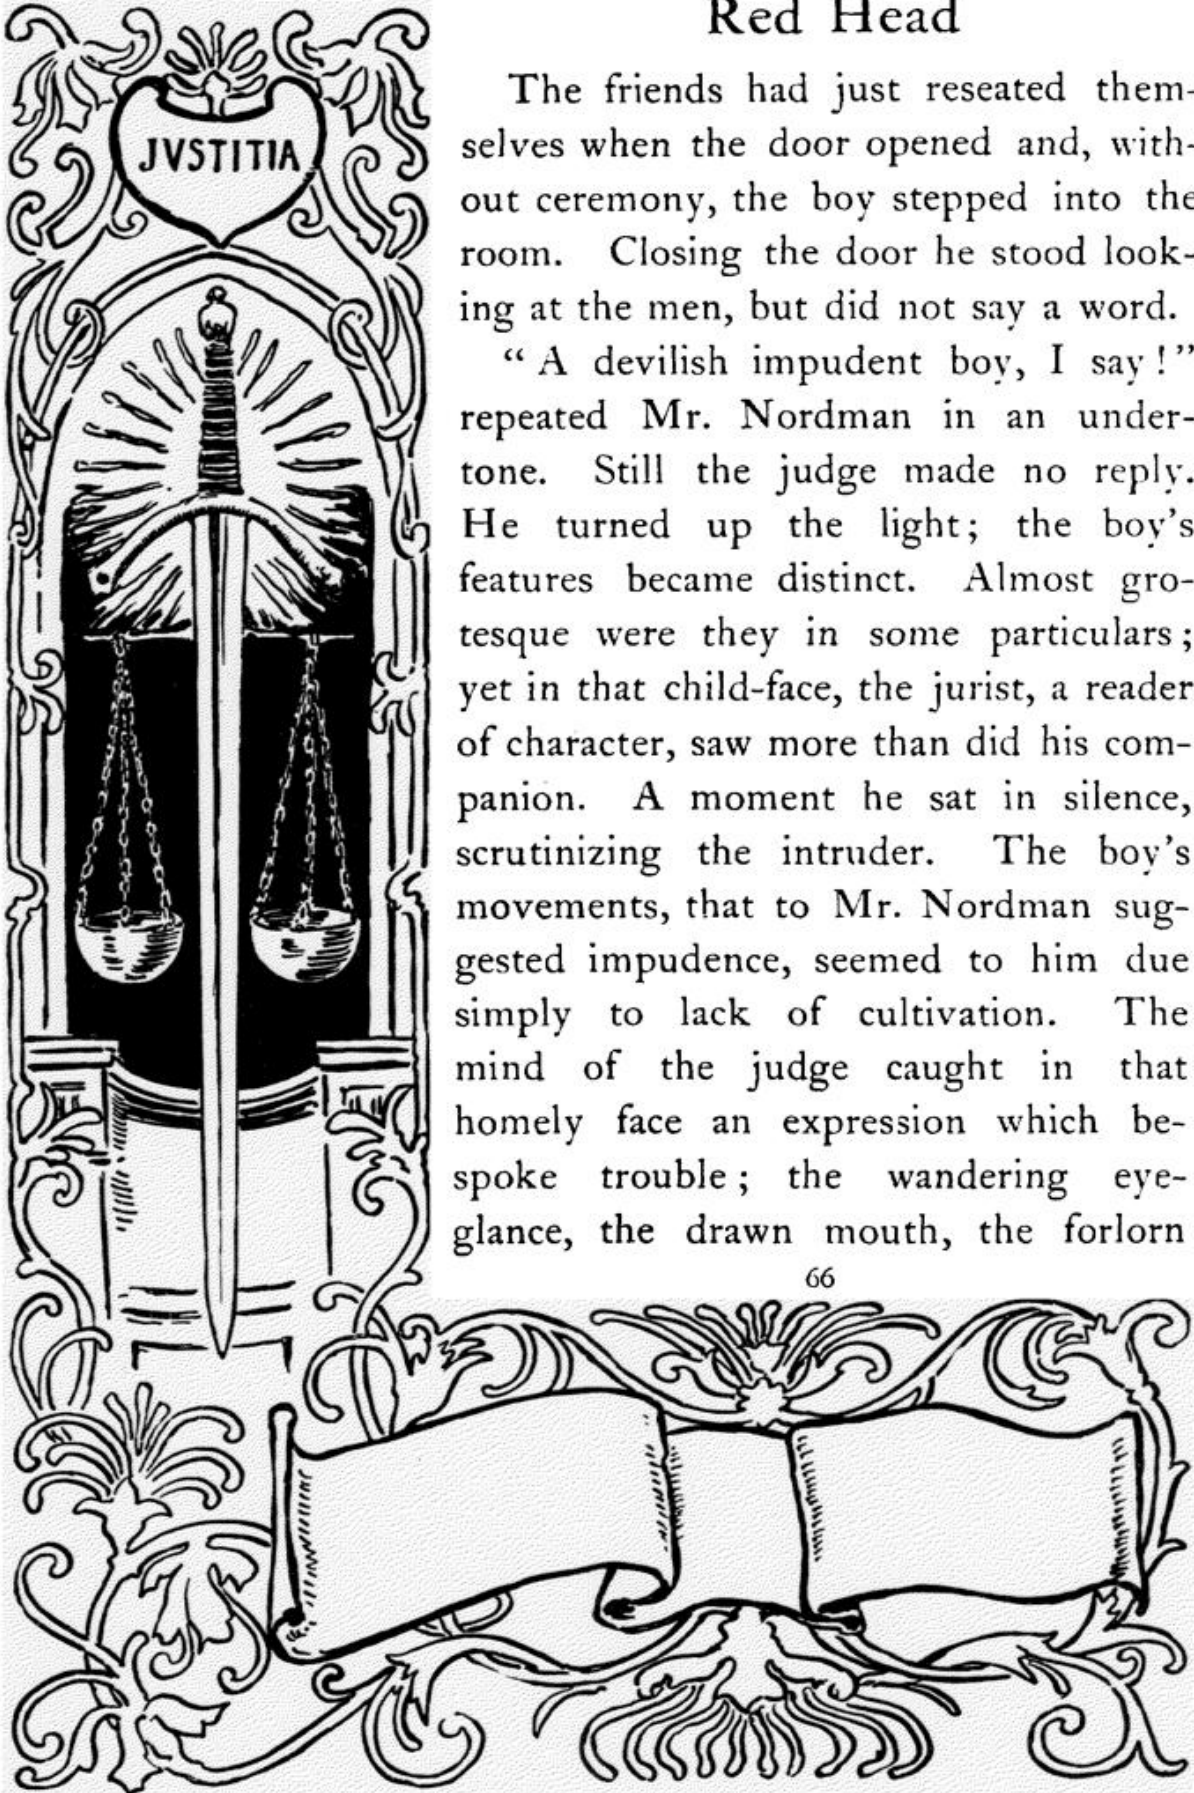 Red Head
JVSTITIA
The friends had just reseated them-
selves when the door opened and, with-
out ceremony, the boy stepped into the
room. Closing the door he stood look-
ing at the men, but did not say a word.
“ A devilish impudent boy, I say ! ”
repeated Mr. Nordman in an under-
tone. Still the judge made no reply.
He turned up the light; the boy’s
features became distinct. Almost gro-
tesque were they in some particulars ;
yet in that child-face, the jurist, a reader
of character, saw more than did his com-
panion. A moment he sat in silence,
scrutinizing the intruder. The boy’s
movements, that to Mr. Nordman sug-
gested impudence, seemed to him due
simply to lack of cultivation. The
mind of the judge caught in that
homely face an expression which be-
spoke trouble ; the wandering eye-
glance, the drawn mouth, the forlorn
66